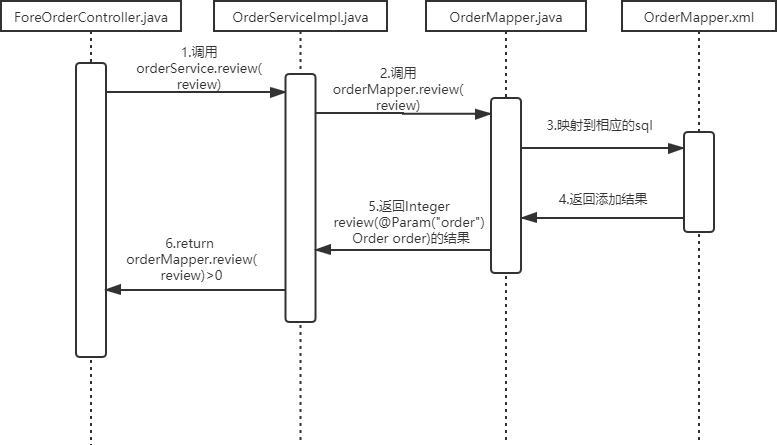 ForeOrderController.java
OrderServiceImpl.java
OrderMapper.java
OrderMapper.xml
1.调用
orderService.review(
review)
2.调用
orderMapper.review(
review)
3.映射到相应的sql
4.返回添加结果
5.返回Integer
review(@Param("order")
Order order)的结果
6.return
orderMapper.review(
review)>0